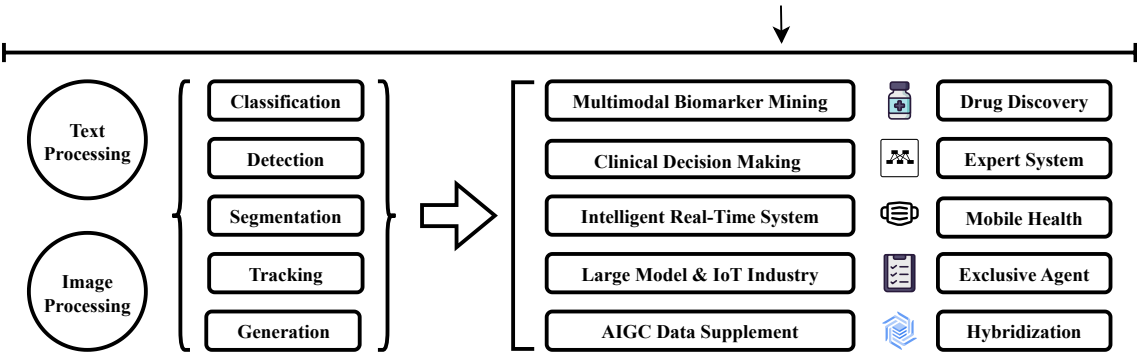 Text
Processing
Image
Processing
Classification
Detection
Segmentation
Tracking
Generation
Multimodal Biomarker Mining
Clinical Decision Making
Intelligent Real-Time System
Large Model & IoT Industry
AIGC Data Supplement
Drug Discovery
Expert System
Mobile Health
Exclusive Agent
Hybridization